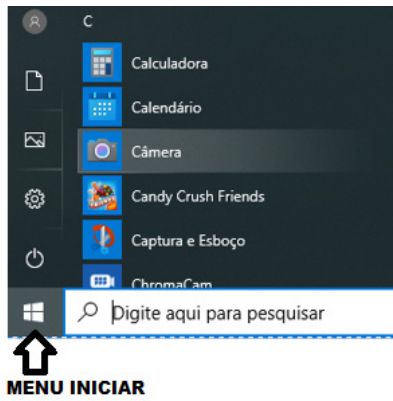 C
Calculadora
Calendário
Câmera
Candy Crush Friends
Captura e Esboço
ChromaCam
Digite aqui para pesquisar
MENU INICIAR